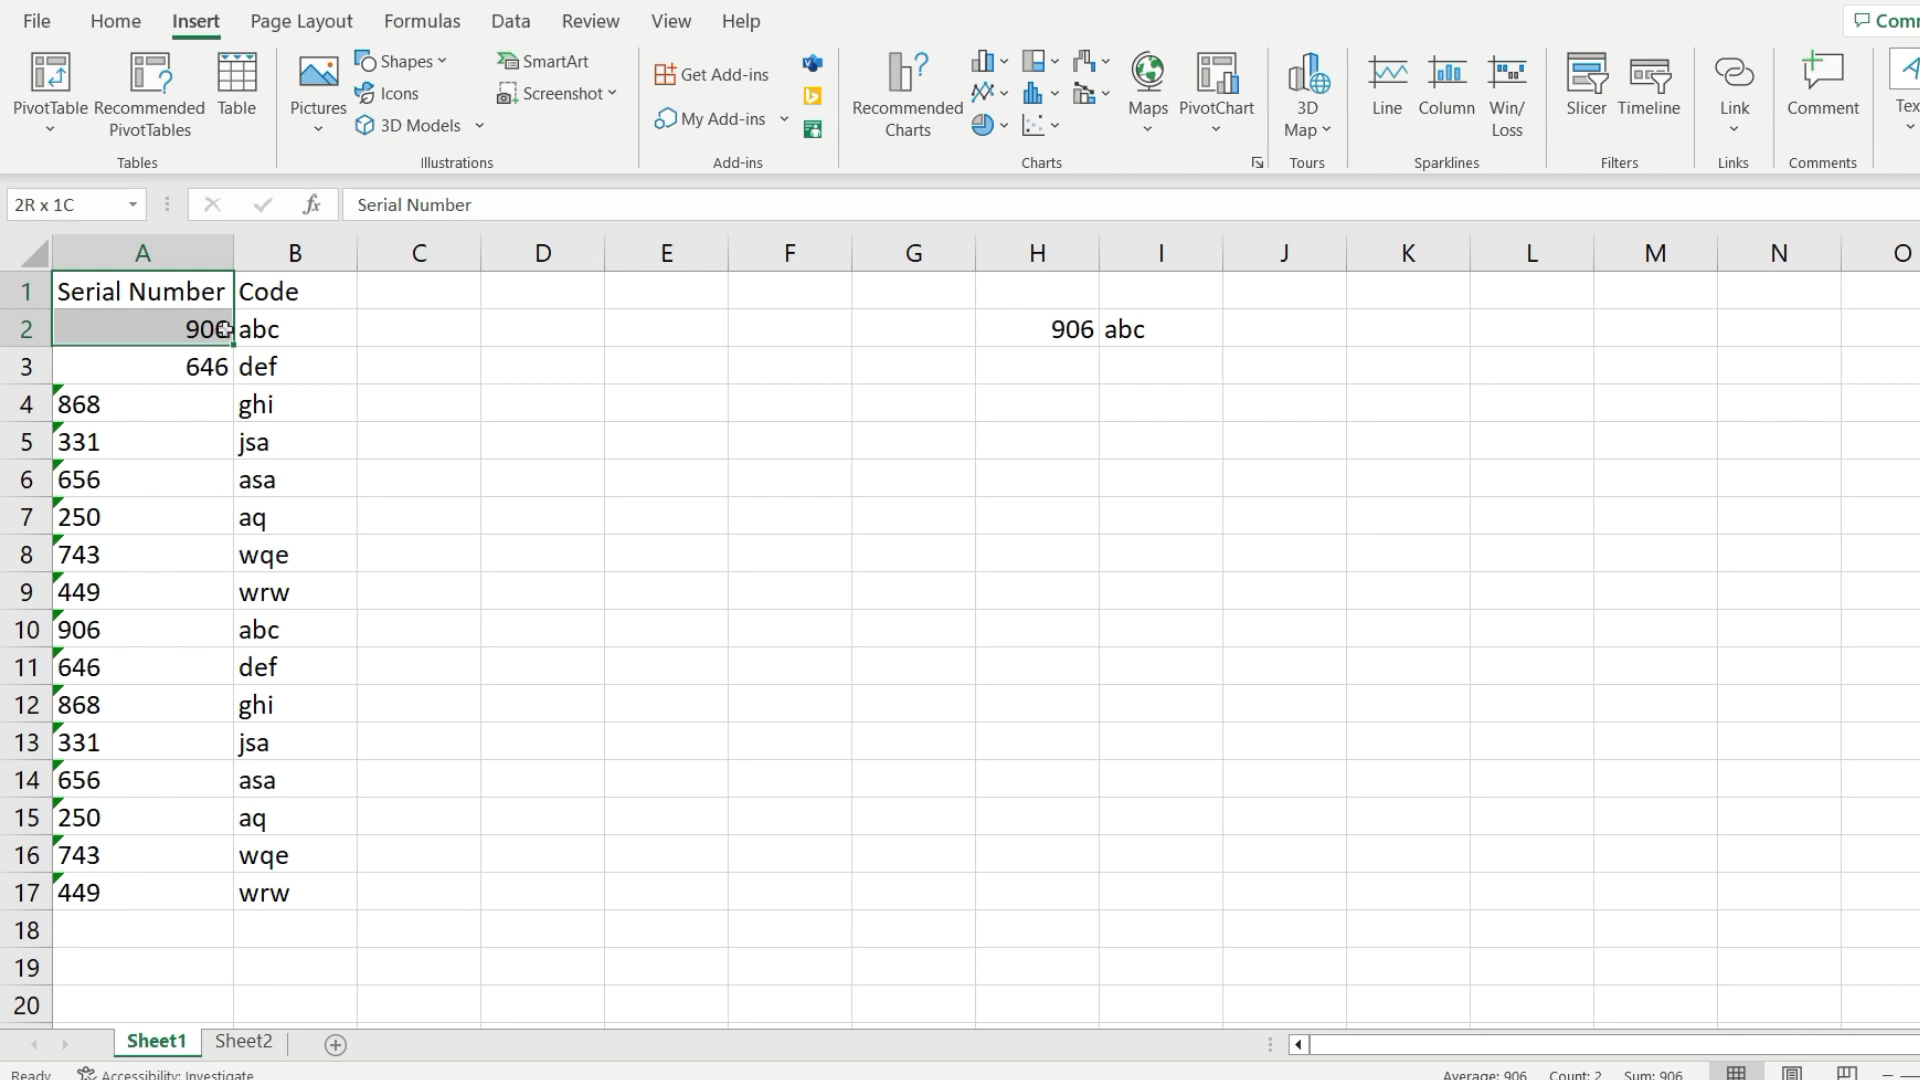 File Home Insert Page Layout Formulas Data Review View Help
Shapes SmartArt
Get Add-ins
Icons Screenshot
PivotTable Recommended PivotTables Table Pictures 3D Models My Add-ins Recommended Charts Maps PivotChart 3D Map Line Column Win/Loss Slicer Timeline Link Comment
Tables Illustrations Add-ins Charts Tours Sparklines Filters Links Comments
2R x 1C fx Serial Number
A B C D E F G H I J K L M N O
1 Serial Number Code
2 906 abc 906 abc
3 646 def
4 868 ghi
5 331 jsa
6 656 asa
7 250 aq
8 743 wqe
9 449 wrw
10 906 abc
11 646 def
12 868 ghi
13 331 jsa
14 656 asa
15 250 aq
16 743 wqe
17 449 wrw
18
19
20
Sheet1 Sheet2
Ready Accessibility: Investigate Average: 906 Count: 2 Sum: 906